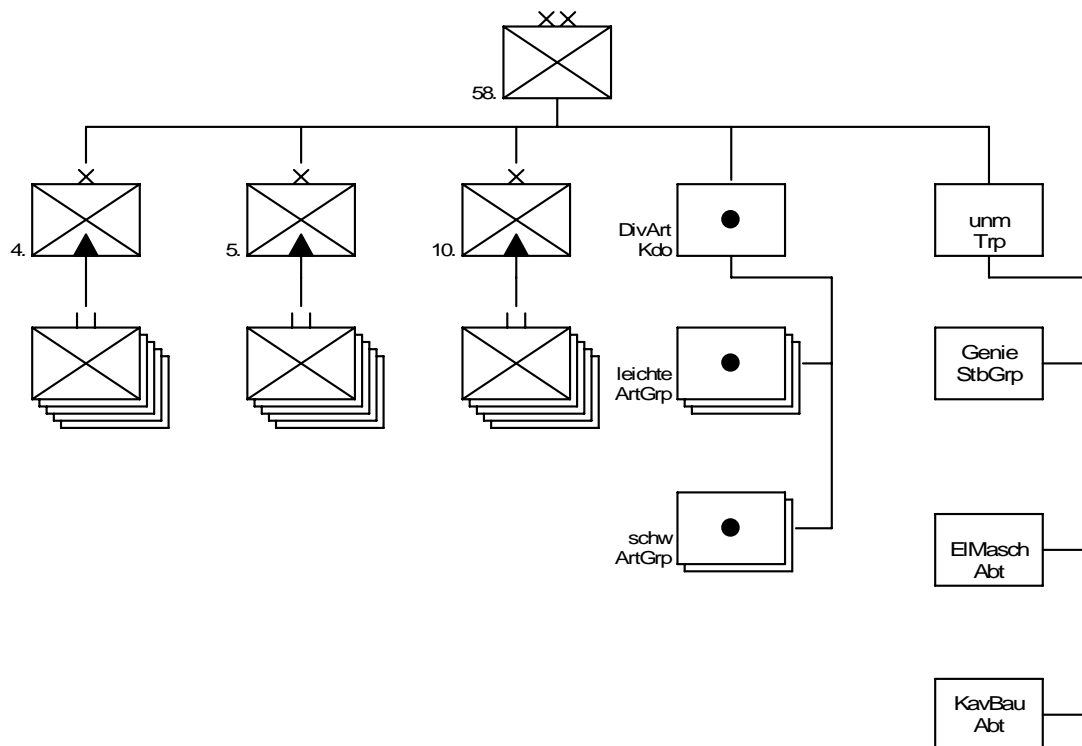 58.
4.
5.
10.
DivArt
Kdo
unm
Trp
leichte
ArtGrp
Genie
StbGrp
schw
ArtGrp
ElMasch
Abt
KavBau
Abt